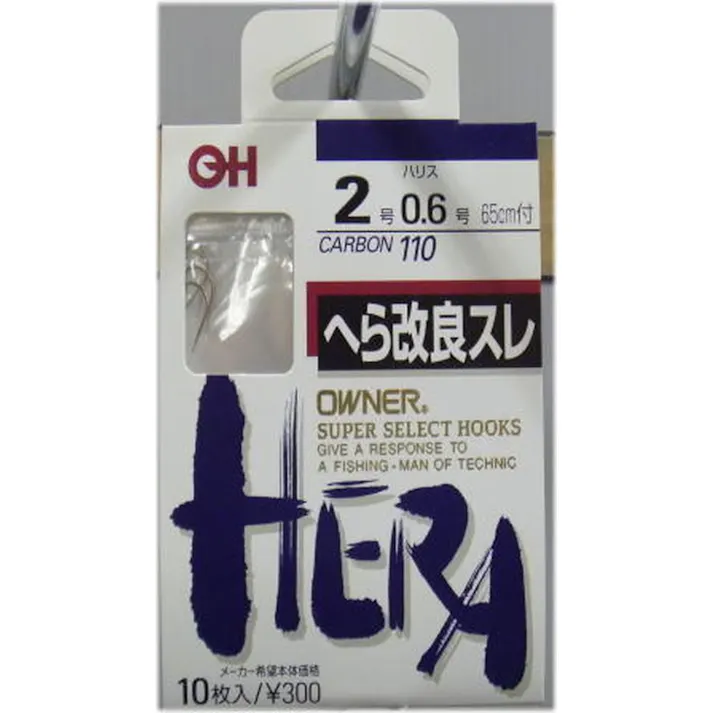 OH
ハリス
2号 0.6号 65cm付
CARBON 110
へら改良スレ
OWNER®
SUPER SELECT HOOKS
GIVE A RESPONSE TO
A FISHING・MAN OF TECHNIC
HERA
メーカー希望本体価格
10枚入/¥300